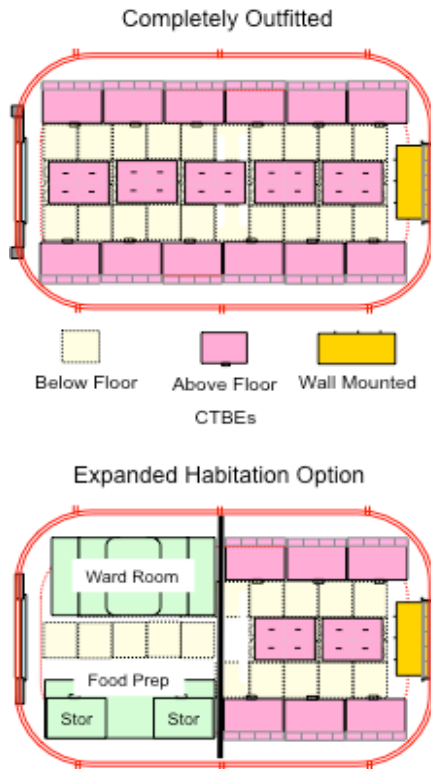 Completely Outfitted
Below Floor
Above Floor
Wall Mounted
CTBEs
Expanded Habitation Option
Ward Room
Food Prep
Stor
Stor